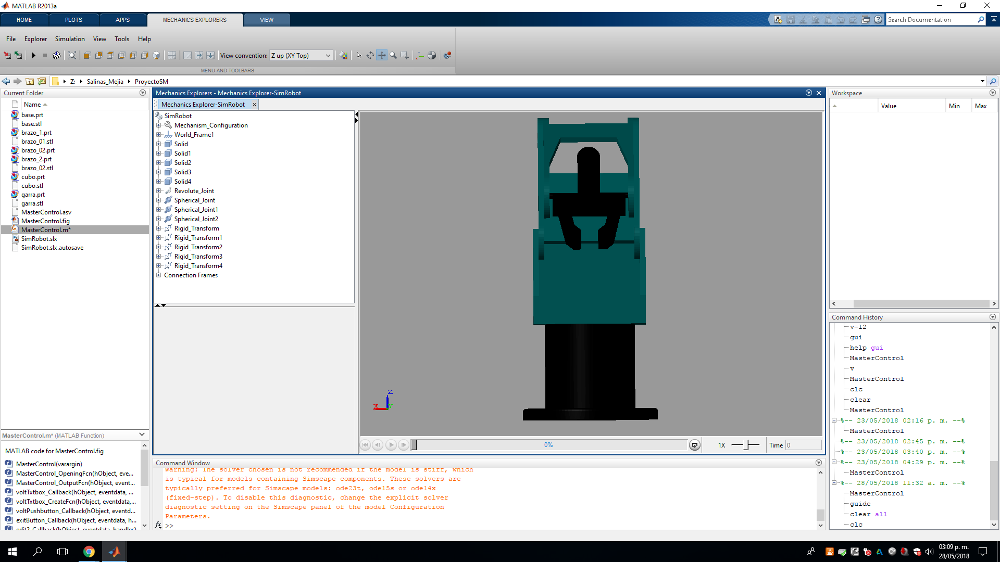 MATLAB R2013a
HOME
PLOTS
APPS
MECHANICS EXPLORERS
VIEW
Search Documentation
File
Explorer
Simulation
View
Tools
Help
View convention:
Z up (XY Top)
MENU AND TOOLBARS
Z:
Salinas_Mejia
ProyectoSM
Current Folder
Name
base.prt
base.stl
brazo_1.prt
brazo_01.stl
brazo_02.prt
brazo_2.prt
brazo_02.stl
cubo.prt
cubo.stl
garra.prt
garra.stl
MasterControl.asv
MasterControl.fig
MasterControl.m*
SimRobot.slx
SimRobot.slx.autosave
MasterControl.m* (MATLAB Function)
MATLAB code for MasterControl.fig
MasterControl(varargin)
MasterControl_OpeningFcn(hObject, eve...
MasterControl_OutputFcn(hObject, event...
voltTxtbox_Callback(hObject, eventdata, ...
voltTxtbox_CreateFcn(hObject, eventdata,...
voltPushbutton_Callback(hObject, eventd...
exitButton_Callback(hObject, eventdata, h...
edit2_Callback(hObject, eventdata, handles)
Mechanics Explorers - Mechanics Explorer-SimRobot
Mechanics Explorer-SimRobot
SimRobot
Mechanism_Configuration
World_Frame1
Solid
Solid1
Solid2
Solid3
Solid4
Revolute_Joint
Spherical_Joint
Spherical_Joint1
Spherical_Joint2
Rigid_Transform
Rigid_Transform1
Rigid_Transform2
Rigid_Transform3
Rigid_Transform4
Connection Frames
Z
X
0%
1X
Time
0
Command Window
Warning: The solver chosen is not recommended if the model is stiff, which
is typical for models containing Simscape components. These solvers are
typically preferred for Simscape models: ode23t, ode15s or ode14x
(fixed-step). To disable this diagnostic, change the explicit solver
diagnostic setting on the Simscape panel of the model Configuration
Parameters.
fx >>
Workspace
Value
Min
Max
Command History
v=12
gui
help gui
MasterControl
v
MasterControl
clc
clear
MasterControl
%-- 23/05/2018 02:16 p. m. --%
MasterControl
%-- 23/05/2018 02:45 p. m. --%
%-- 23/05/2018 03:40 p. m. --%
%-- 23/05/2018 04:29 p. m. --%
MasterControl
%-- 28/05/2018 11:32 a. m. --%
MasterControl
guide
clear all
clc
03:09 p. m.
28/05/2018